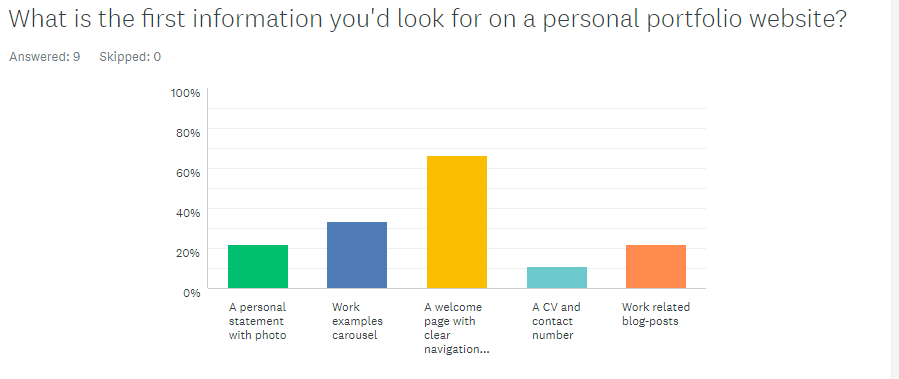 What is the first information you'd look for on a personal portfolio website?
Answered: 9 Skipped: 0
100%
80%
60%
40%
20%
0%
A personal
statement
with photo
Work
examples
carousel
A welcome
page with
clear
navigation...
A CV and
contact
number
Work related
blog-posts